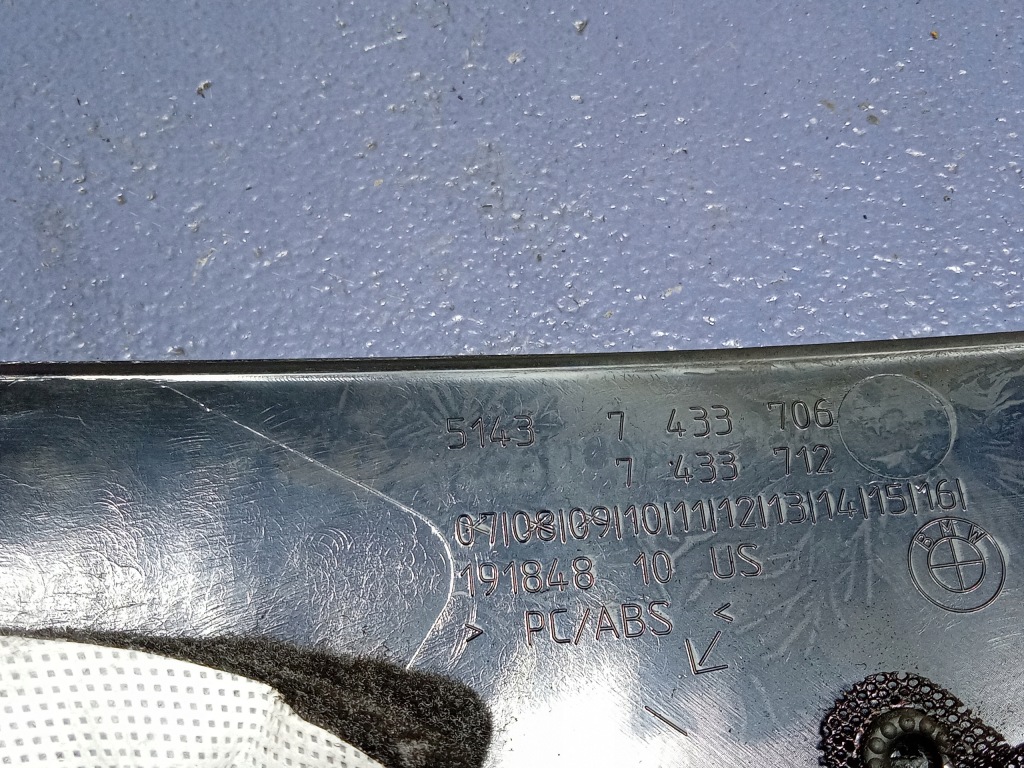 5143 7 433 706
7 433 712
07|08|09|10|11|12|13|14|15|16|
191848 10 US
> PC/ABS <
BMW